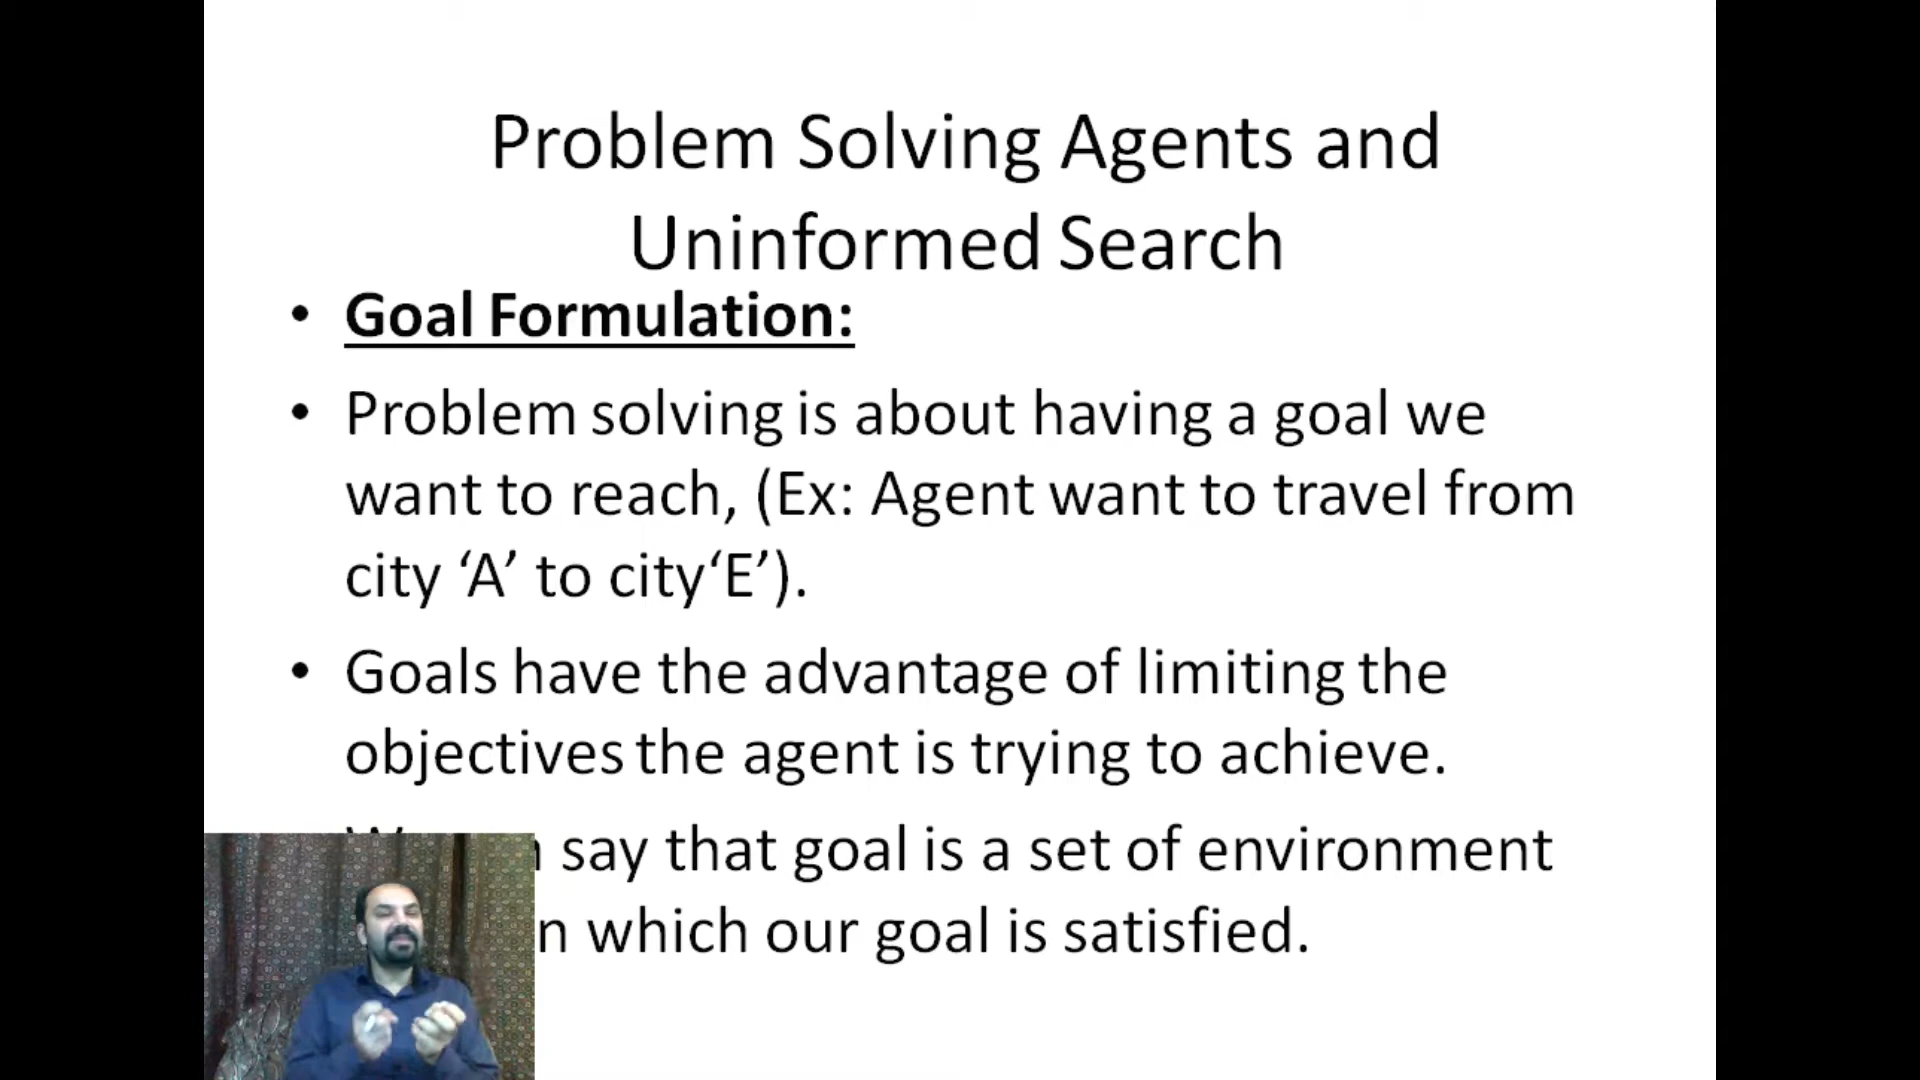 Problem Solving Agents and
Uninformed Search
• Goal Formulation:
• Problem solving is about having a goal we
want to reach, (Ex: Agent want to travel from
city ‘A’ to city‘E’).
• Goals have the advantage of limiting the
objectives the agent is trying to achieve.
say that goal is a set of environment
which our goal is satisfied.